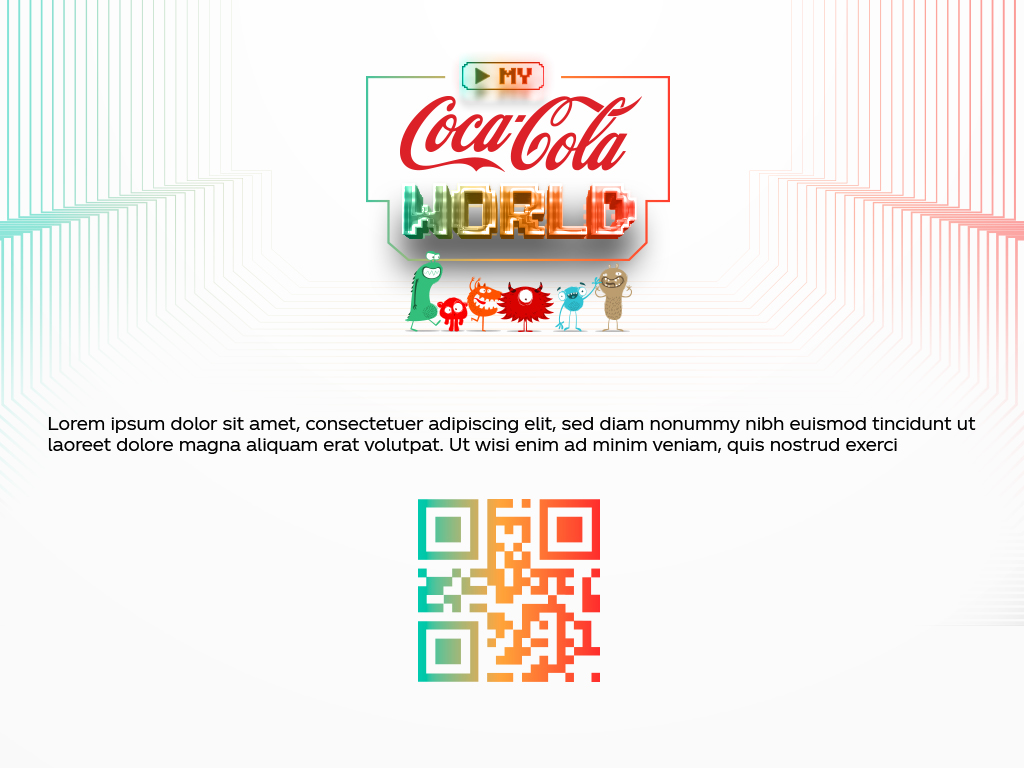 MY
Coca-Cola
WORLD
Lorem ipsum dolor sit amet, consectetuer adipiscing elit, sed diam nonummy nibh euismod tincidunt ut
laoreet dolore magna aliquam erat volutpat. Ut wisi enim ad minim veniam, quis nostrud exerci